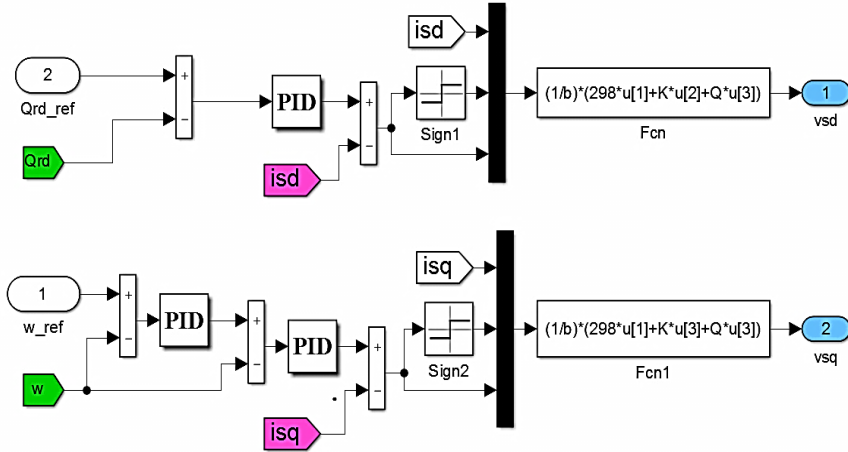 isd
2
Qrd_ref
+
−
PID
+
−
Sign1
(1/b)*(298*u[1]+K*u[2]+Q*u[3])
Fcn
1
vsd
Qrd
isd
isq
1
w_ref
+
−
PID
+
−
PID
+
−
Sign2
(1/b)*(298*u[1]+K*u[3]+Q*u[3])
Fcn1
2
vsq
w
isq